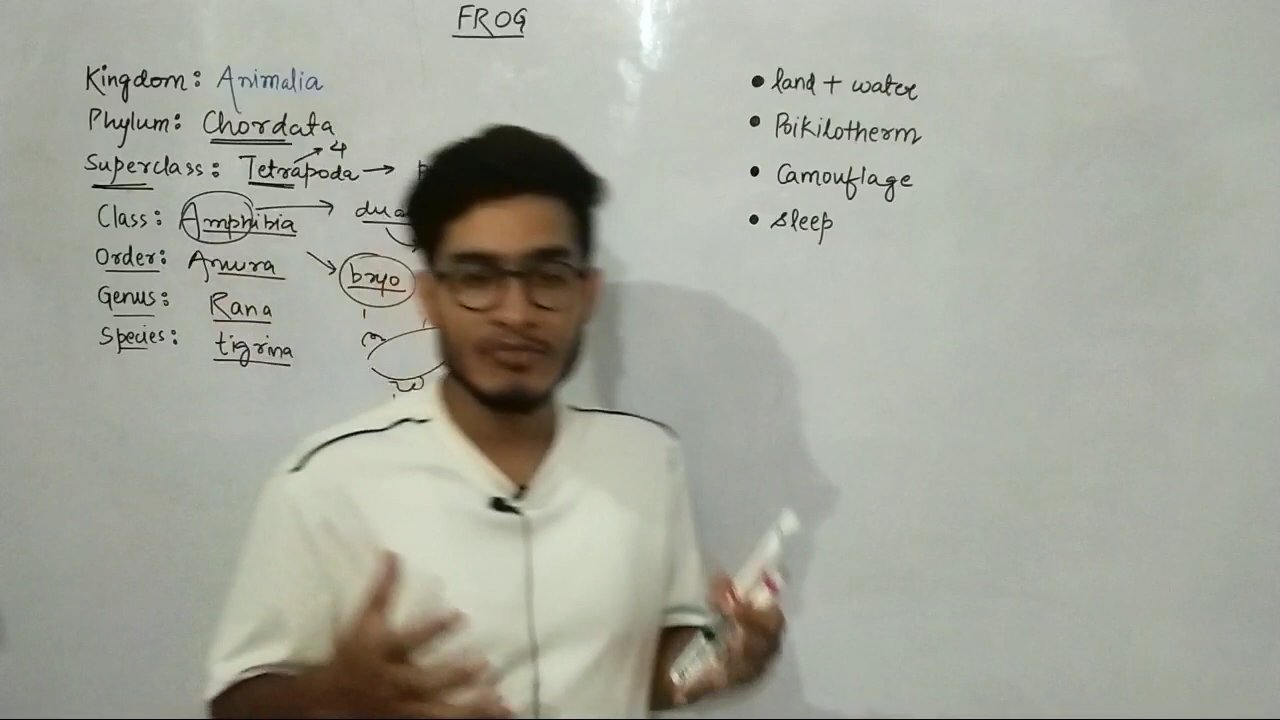 FROG
Kingdom: Animalia
Phylum: Chordata
Superclass: Tetrapoda → 4 →
Class: Amphibia →
Order: Anura → bryo
Genus: Rana
Species: tigrina
• land + water
• Poikilotherm
• Camouflage
• sleep